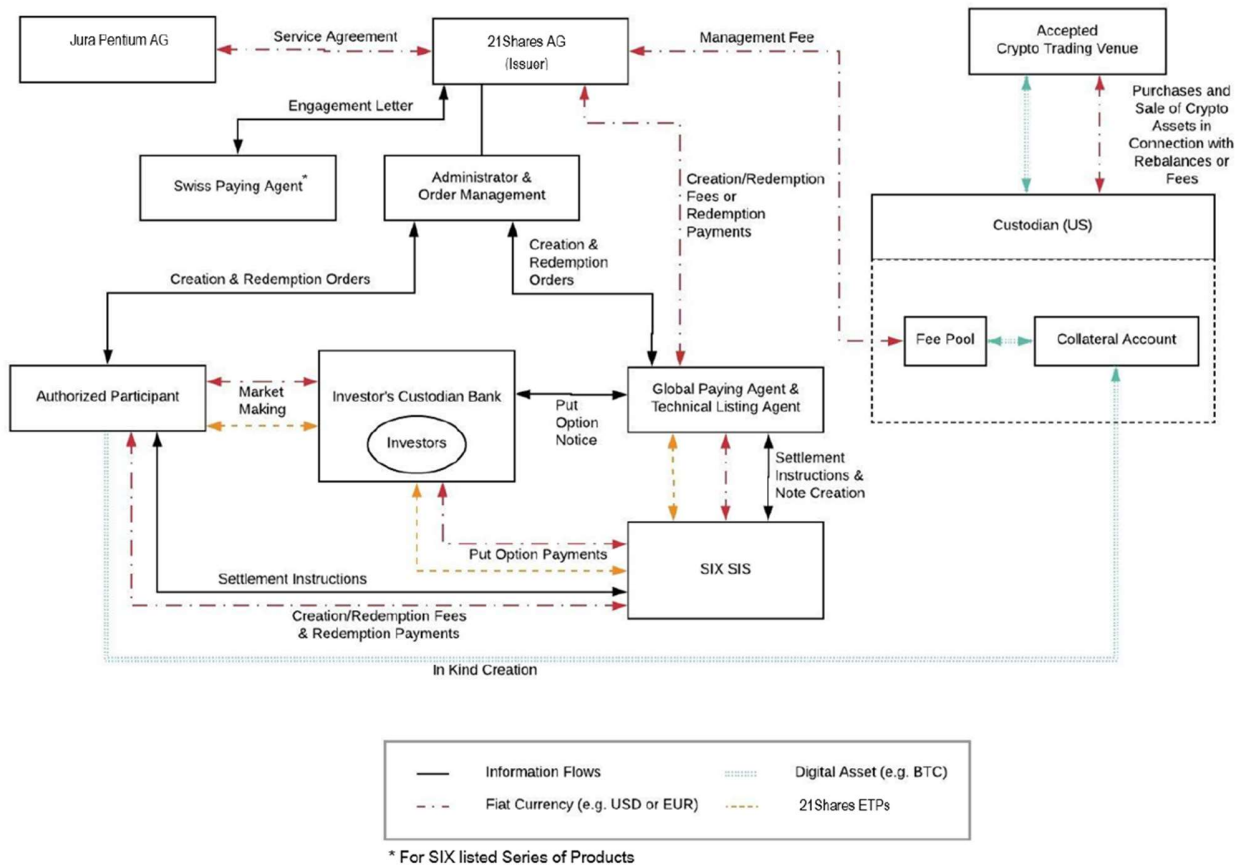 Jura Pentium AG
Service Agreement
21Shares AG
(Issuer)
Management Fee
Accepted
Crypto Trading Venue
Engagement Letter
Purchases and
Sale of Crypto
Assets in
Connection with
Rebalances or
Fees
Swiss Paying Agent*
Administrator &
Order Management
Creation/Redemption
Fees or
Redemption
Payments
Custodian (US)
Creation &
Redemption
Orders
Creation & Redemption Orders
Fee Pool
Collateral Account
Authorized Participant
Market
Making
Investor's Custodian Bank
Investors
Put
Option
Notice
Global Paying Agent &
Technical Listing Agent
Settlement
Instructions &
Note Creation
Put Option Payments
SIX SIS
Settlement Instructions
Creation/Redemption Fees
& Redemption Payments
In Kind Creation
Information Flows
Digital Asset (e.g. BTC)
Fiat Currency (e.g. USD or EUR)
21Shares ETPs
* For SIX listed Series of Products